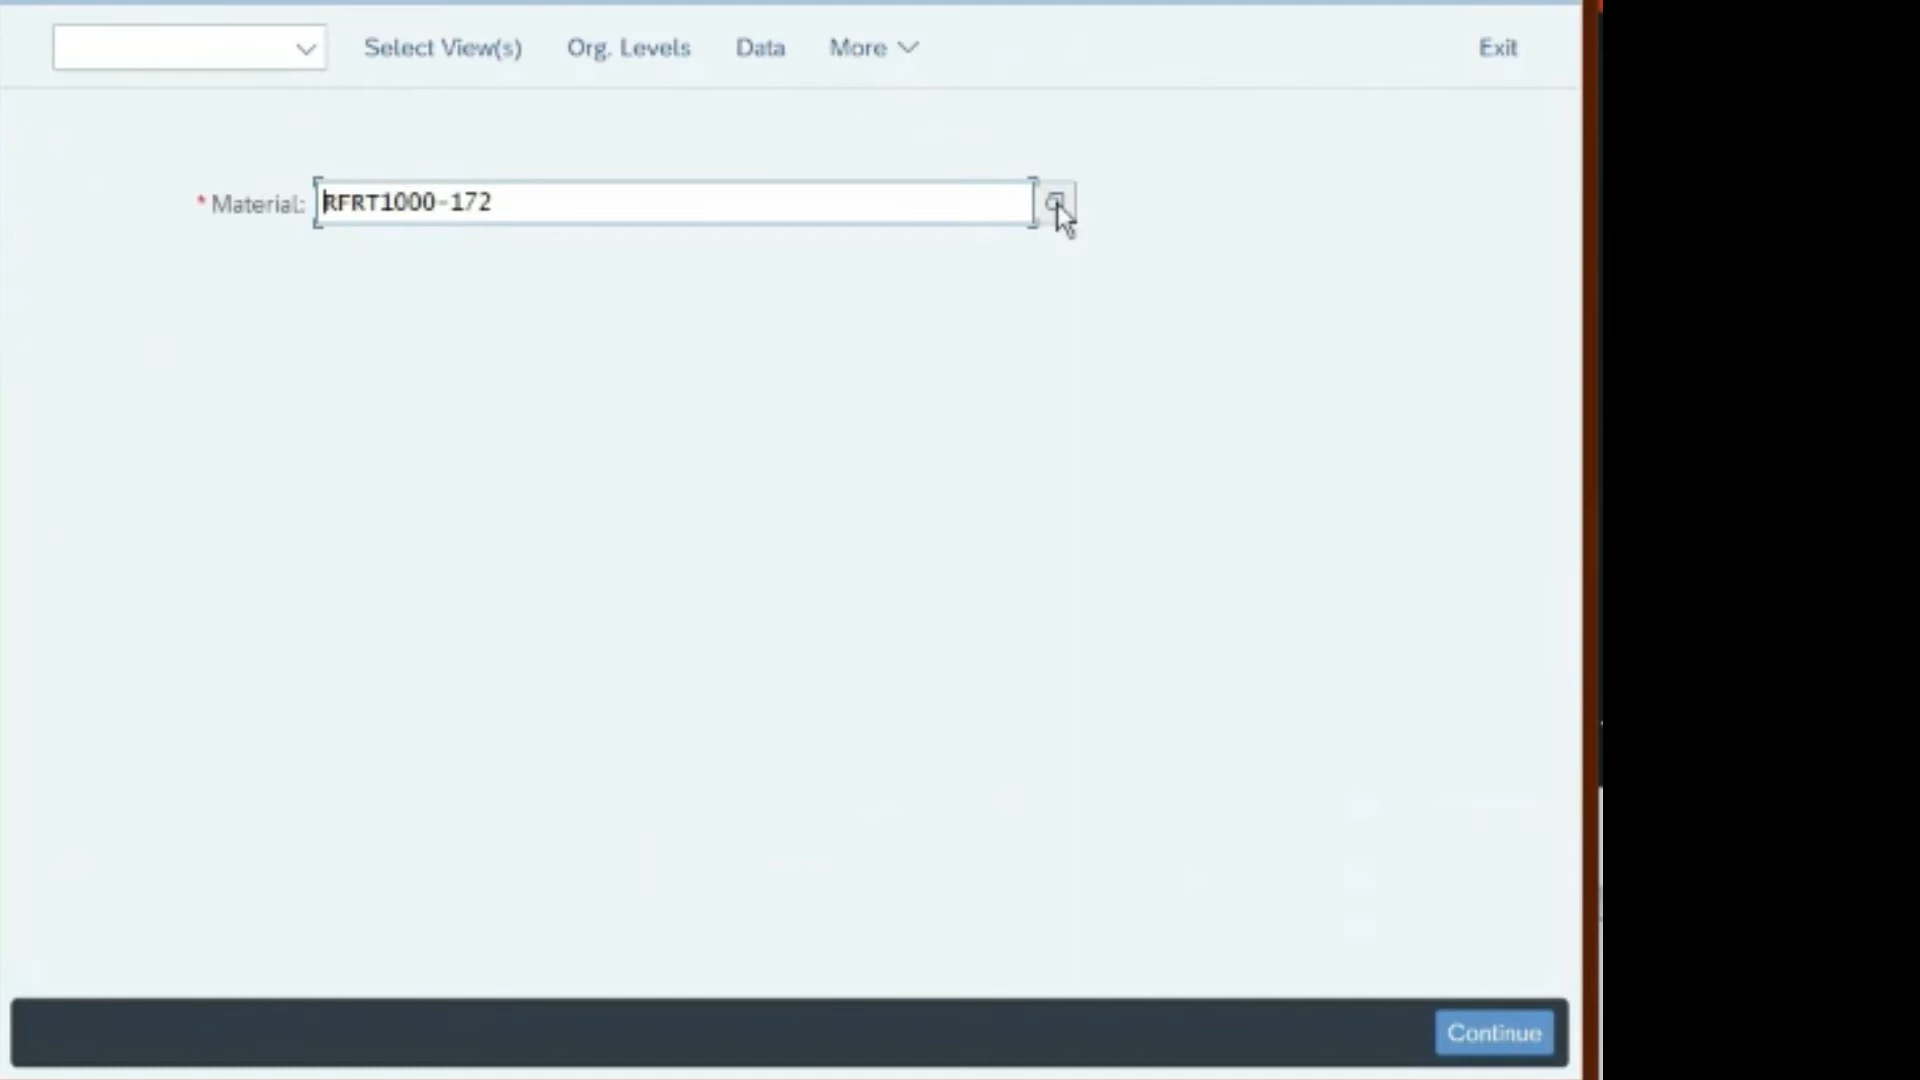 Select View(s) Org. Levels Data More Exit
* Material: RFRT1000-172
Continue